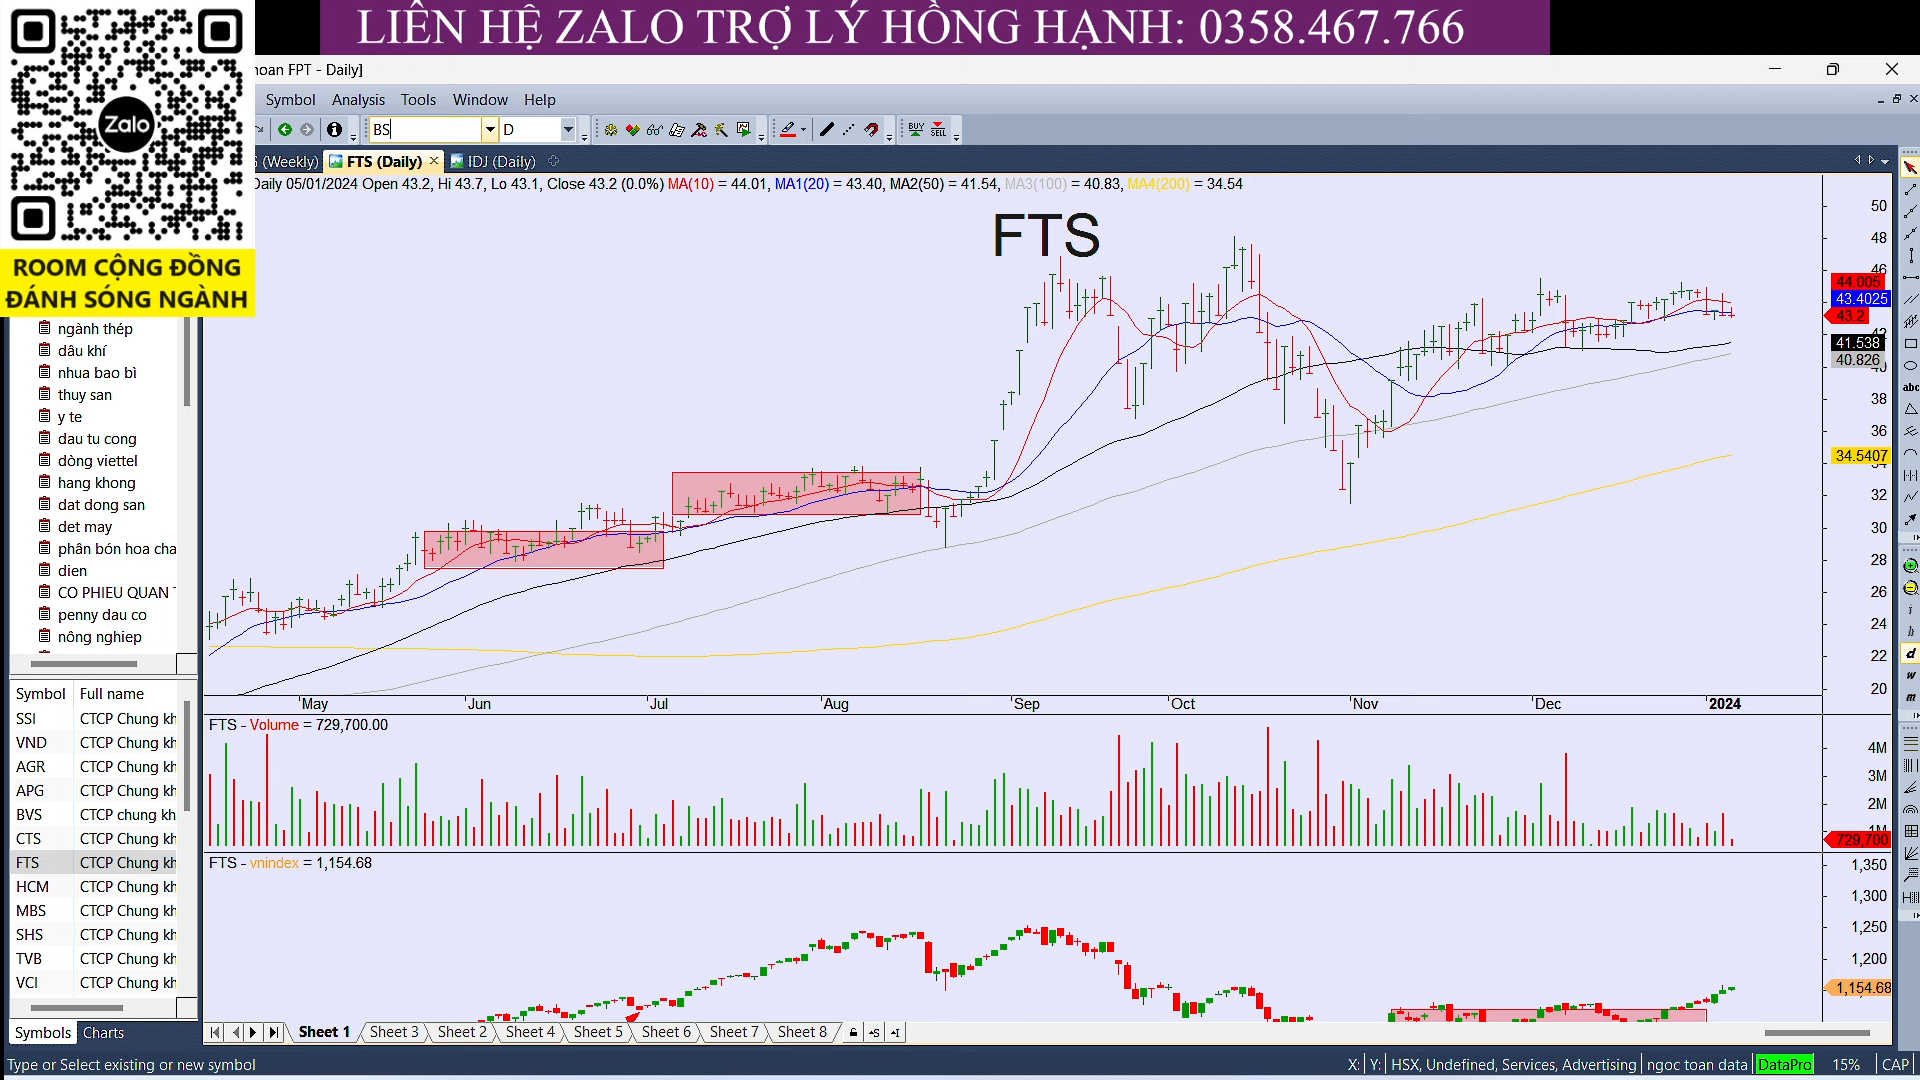 LIÊN HỆ ZALO TRỢ LÝ HỒNG HẠNH: 0358.467.766
Zalo
ROOM CỘNG ĐỒNG
ĐÁNH SÓNG NGÀNH
hoan FPT - Daily]
Symbol Analysis Tools Window Help
BS D
BUY SELL
(Weekly) FTS (Daily) IDJ (Daily)
Daily 05/01/2024 Open 43.2, Hi 43.7, Lo 43.1, Close 43.2 (0.0%) MA(10) = 44.01, MA1(20) = 43.40, MA2(50) = 41.54, MA3(100) = 40.83, MA4(200) = 34.54
FTS
50
48
46
44.005
43.4025
43.2
42
41.538
40.826
40
38
36
34.5407
34
32
30
28
26
24
22
20
ngành thép
dâu khí
nhua bao bì
thuy san
y te
dau tu cong
dòng viettel
hang khong
dat dong san
det may
phân bón hoa cha
dien
CO PHIEU QUAN T
penny dau co
nông nghiep
May Jun Jul Aug Sep Oct Nov Dec 2024
Symbol Full name
SSI CTCP Chung kh
VND CTCP Chung kh
AGR CTCP Chung kh
APG CTCP Chung kh
BVS CTCP chung kh
CTS CTCP Chung kh
FTS CTCP Chung kh
HCM CTCP Chung kh
MBS CTCP Chung kh
SHS CTCP Chung kh
TVB CTCP Chung kh
VCI CTCP Chung kh
FTS - Volume = 729,700.00
4M
3M
2M
1M
729,700
FTS - vnindex = 1,154.68
1,350
1,300
1,250
1,200
1,154.68
abc
i
h
d
w
m
Symbols Charts
Sheet 1 Sheet 3 Sheet 2 Sheet 4 Sheet 5 Sheet 6 Sheet 7 Sheet 8
Type or Select existing or new symbol
X: Y: HSX, Undefined, Services, Advertising ngoc toan data DataPro 15% CAP